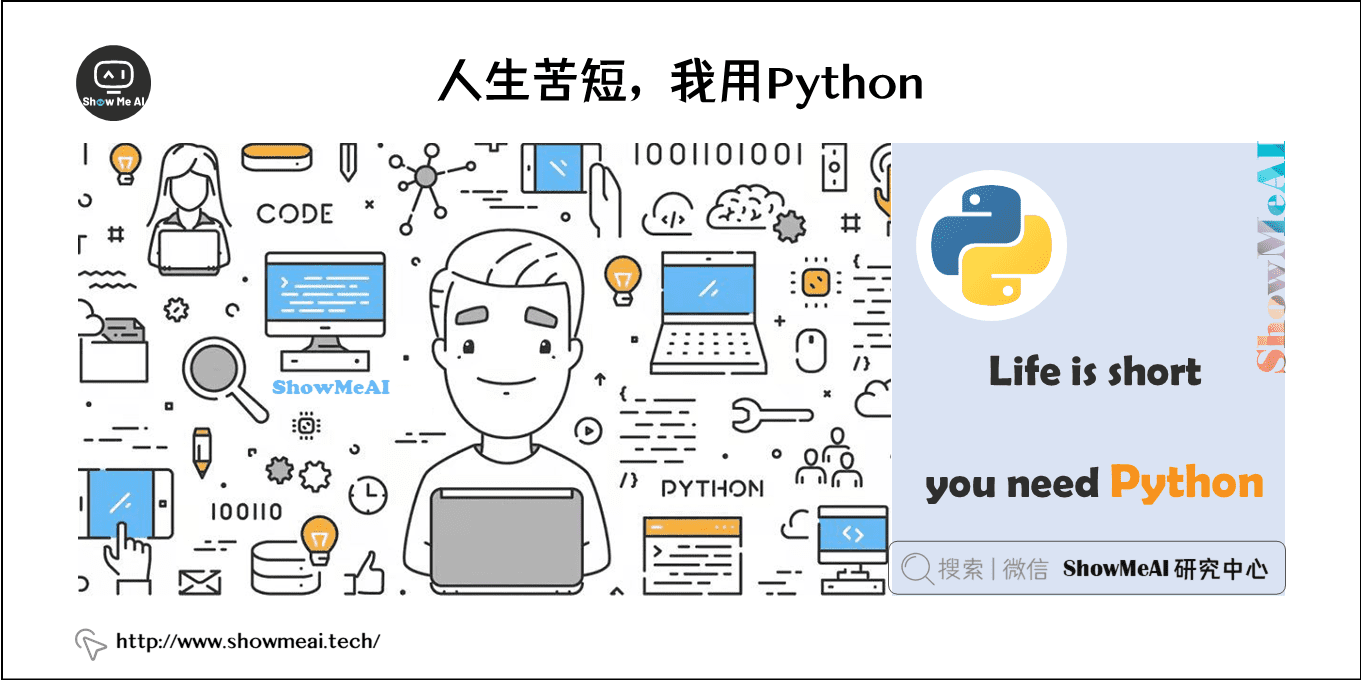 Show Me AI
人生苦短，我用Python
CODE
1001101001
ShowMeAI
PYTHON
100110
ShowMeAI
Life is short
you need Python
搜索 | 微信 ShowMeAI 研究中心
http://www.showmeai.tech/